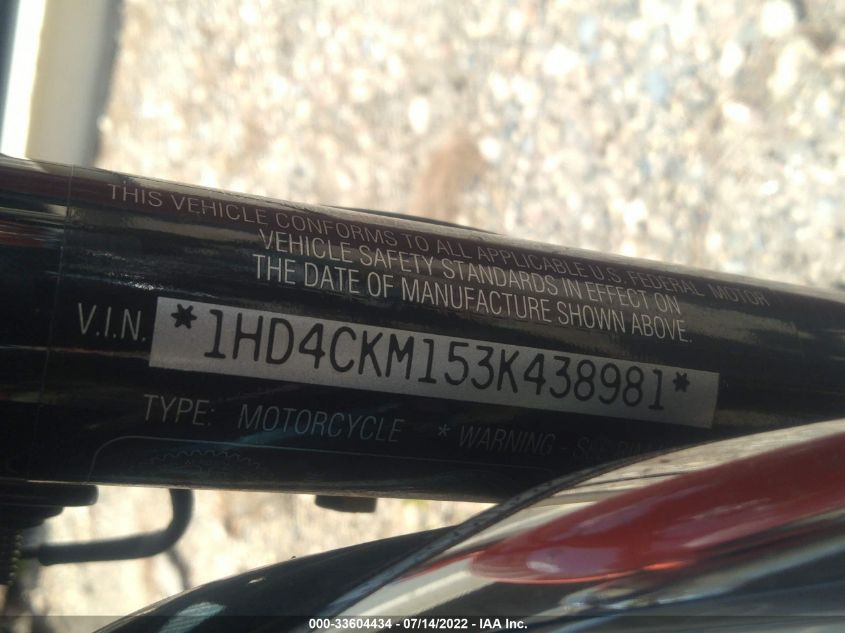 THIS VEHICLE CONFORMS TO ALL APPLICABLE U.S. FEDERAL MOTOR
VEHICLE SAFETY STANDARDS IN EFFECT ON
THE DATE OF MANUFACTURE SHOWN ABOVE.
V.I.N. *1HD4CKM153K438981*
TYPE: MOTORCYCLE * WARNING -
000-33604434 - 07/14/2022 - IAA Inc.